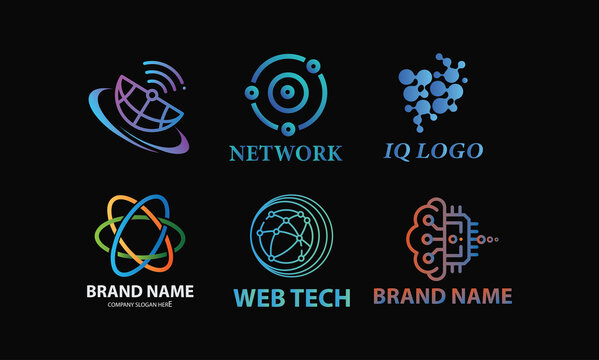 NETWORK
IQ LOGO
BRAND NAME
COMPANY SLOGAN HERE
WEB TECH
BRAND NAME